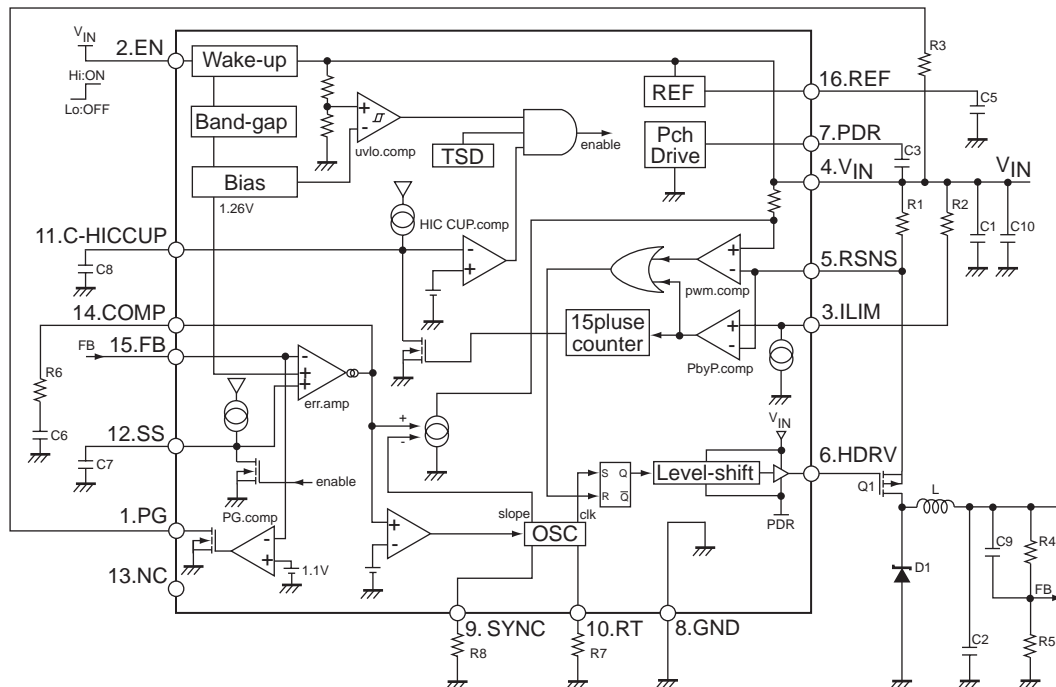 VIN
2.EN
Hi:ON
Lo:OFF
Wake-up
Band-gap
Bias
1.26V
uvlo.comp
TSD
enable
REF
Pch
Drive
16.REF
C5
7.PDR
C3
4.VIN
VIN
R3
R1
R2
C1
C10
11.C-HICCUP
C8
HIC CUP.comp
pwm.comp
5.RSNS
14.COMP
15pluse
counter
PbyP.comp
3.ILIM
FB
15.FB
R6
C6
err.amp
12.SS
C7
enable
+
-
VIN
S
Q
R
Q̅
Level-shift
PDR
6.HDRV
Q1
L
1.PG
PG.comp
1.1V
slope
clk
OSC
13.NC
D1
C9
R4
FB
R5
C2
9. SYNC
R8
10.RT
R7
8.GND